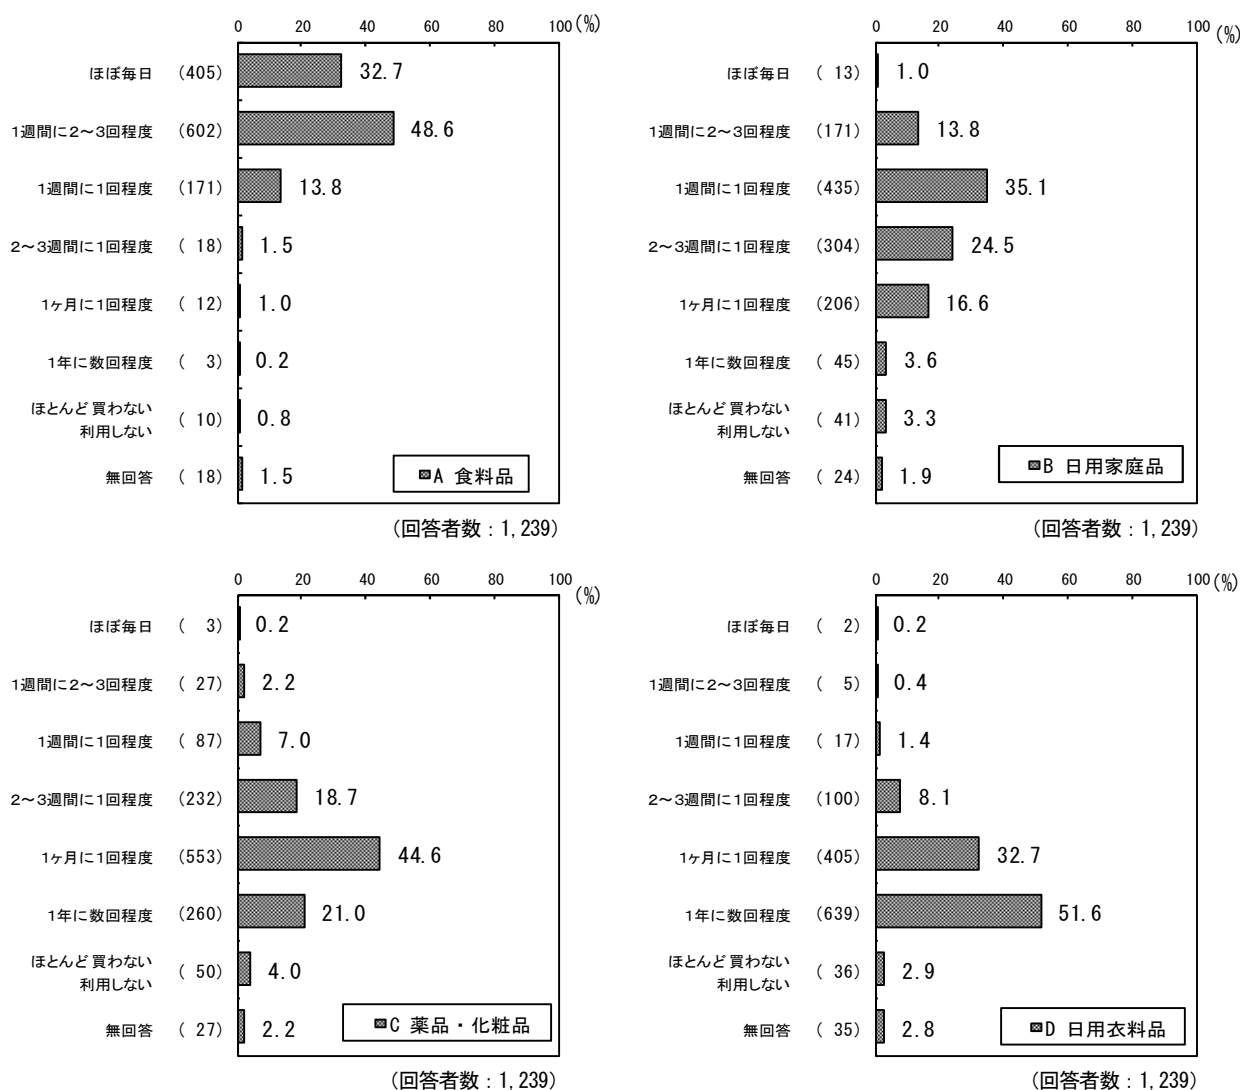 0 20 40 60 80 100 (%)
ほぼ毎日 (405) 32.7
1週間に2～3回程度 (602) 48.6
1週間に1回程度 (171) 13.8
2～3週間に1回程度 ( 18) 1.5
1ヶ月に1回程度 ( 12) 1.0
1年に数回程度 ( 3) 0.2
ほとんど買わない
利用しない ( 10) 0.8
無回答 ( 18) 1.5
A 食料品
(回答者数:1,239)
0 20 40 60 80 100 (%)
ほぼ毎日 ( 13) 1.0
1週間に2～3回程度 (171) 13.8
1週間に1回程度 (435) 35.1
2～3週間に1回程度 (304) 24.5
1ヶ月に1回程度 (206) 16.6
1年に数回程度 ( 45) 3.6
ほとんど買わない
利用しない ( 41) 3.3
無回答 ( 24) 1.9
B 日用家庭品
(回答者数:1,239)
0 20 40 60 80 100 (%)
ほぼ毎日 ( 3) 0.2
1週間に2～3回程度 ( 27) 2.2
1週間に1回程度 ( 87) 7.0
2～3週間に1回程度 (232) 18.7
1ヶ月に1回程度 (553) 44.6
1年に数回程度 (260) 21.0
ほとんど買わない
利用しない ( 50) 4.0
無回答 ( 27) 2.2
C 薬品・化粧品
(回答者数:1,239)
0 20 40 60 80 100 (%)
ほぼ毎日 ( 2) 0.2
1週間に2～3回程度 ( 5) 0.4
1週間に1回程度 ( 17) 1.4
2～3週間に1回程度 (100) 8.1
1ヶ月に1回程度 (405) 32.7
1年に数回程度 (639) 51.6
ほとんど買わない
利用しない ( 36) 2.9
無回答 ( 35) 2.8
D 日用衣料品
(回答者数:1,239)